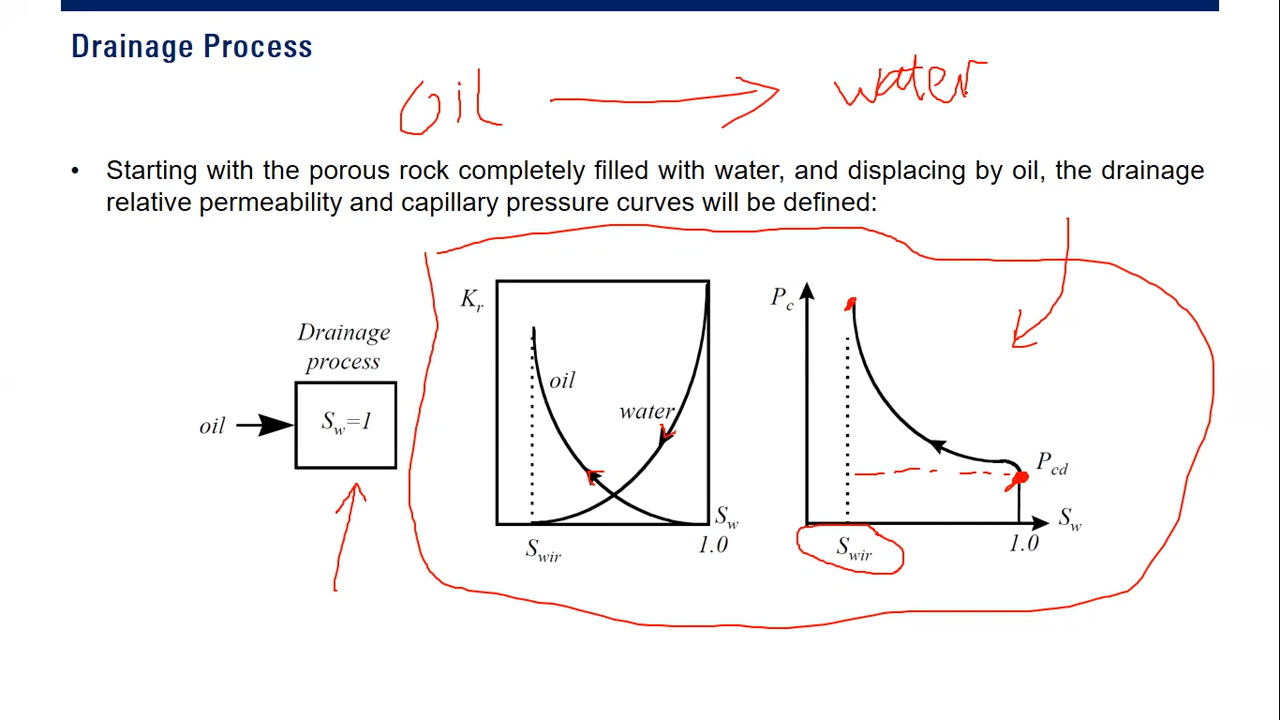 Drainage Process
oil → water
• Starting with the porous rock completely filled with water, and displacing by oil, the drainage
relative permeability and capillary pressure curves will be defined:
Kr
Pc
Drainage
process
oil
Sw=1
oil
water
Pcd
Sw
Swir
1.0
Sw
Swir
1.0